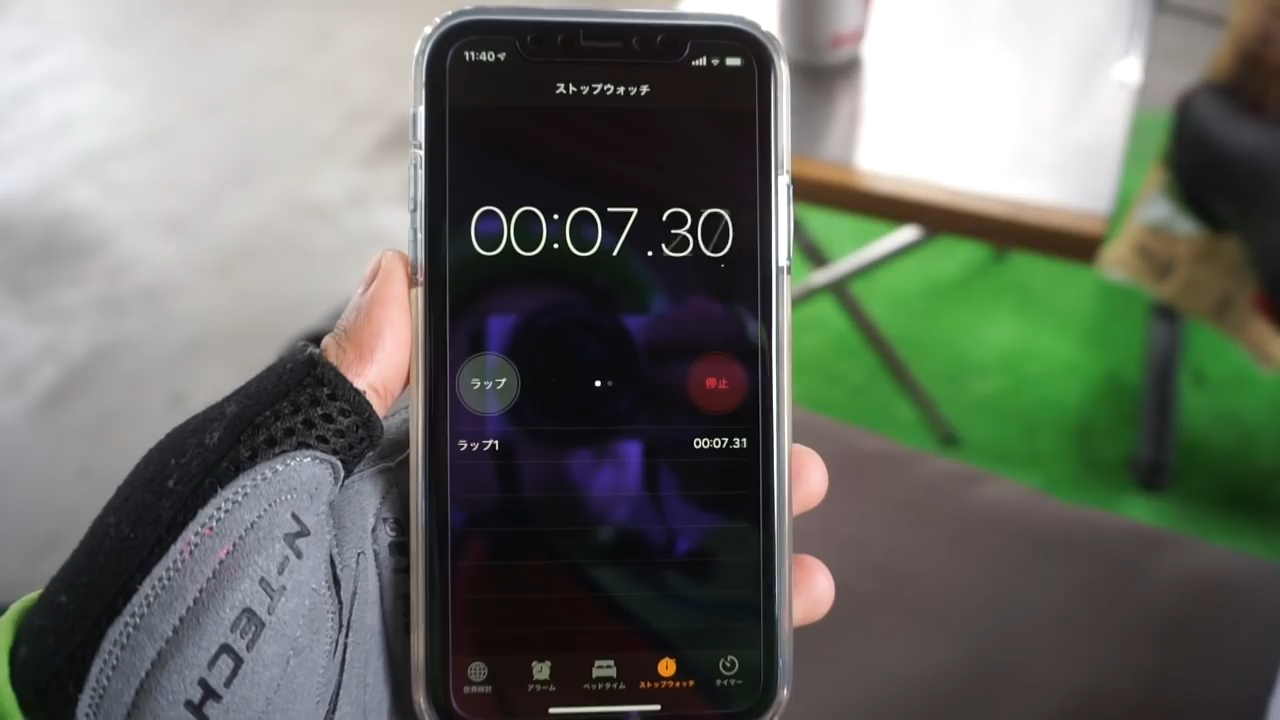 11:40
ストップウォッチ
00:07.30
ラップ
停止
ラップ1
00:07.31
世界時計
アラーム
ベッドタイム
ストップウォッチ
タイマー
N-TECH